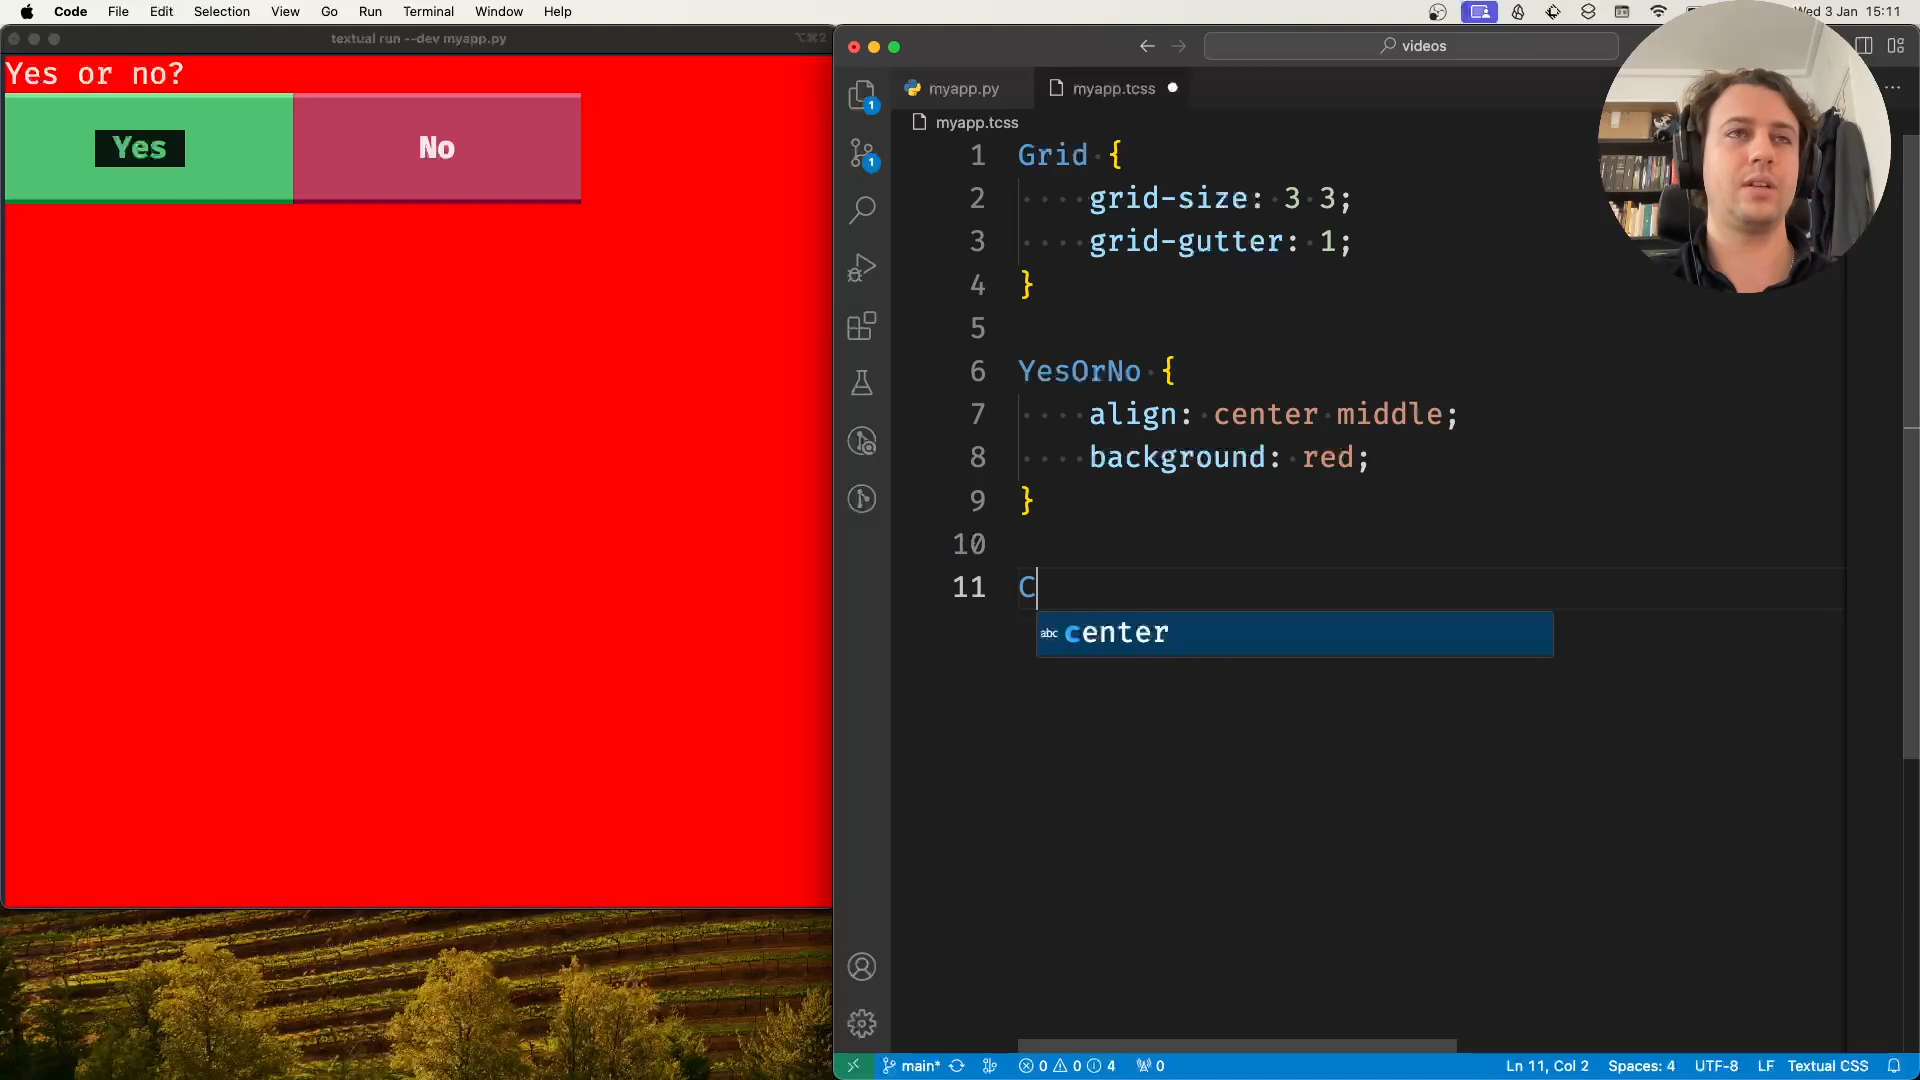 Code File Edit Selection View Go Run Terminal Window Help
Wed 3 Jan 15:11
textual run --dev myapp.py
⌥⌘2
Yes or no?
Yes No
videos
myapp.py myapp.tcss
myapp.tcss
1 Grid {
2 grid-size: 3 3;
3 grid-gutter: 1;
4 }
5
6 YesOrNo {
7 align: center middle;
8 background: red;
9 }
10
11 C
abc center
1
1
main* 0 0 4 0 Ln 11, Col 2 Spaces: 4 UTF-8 LF Textual CSS